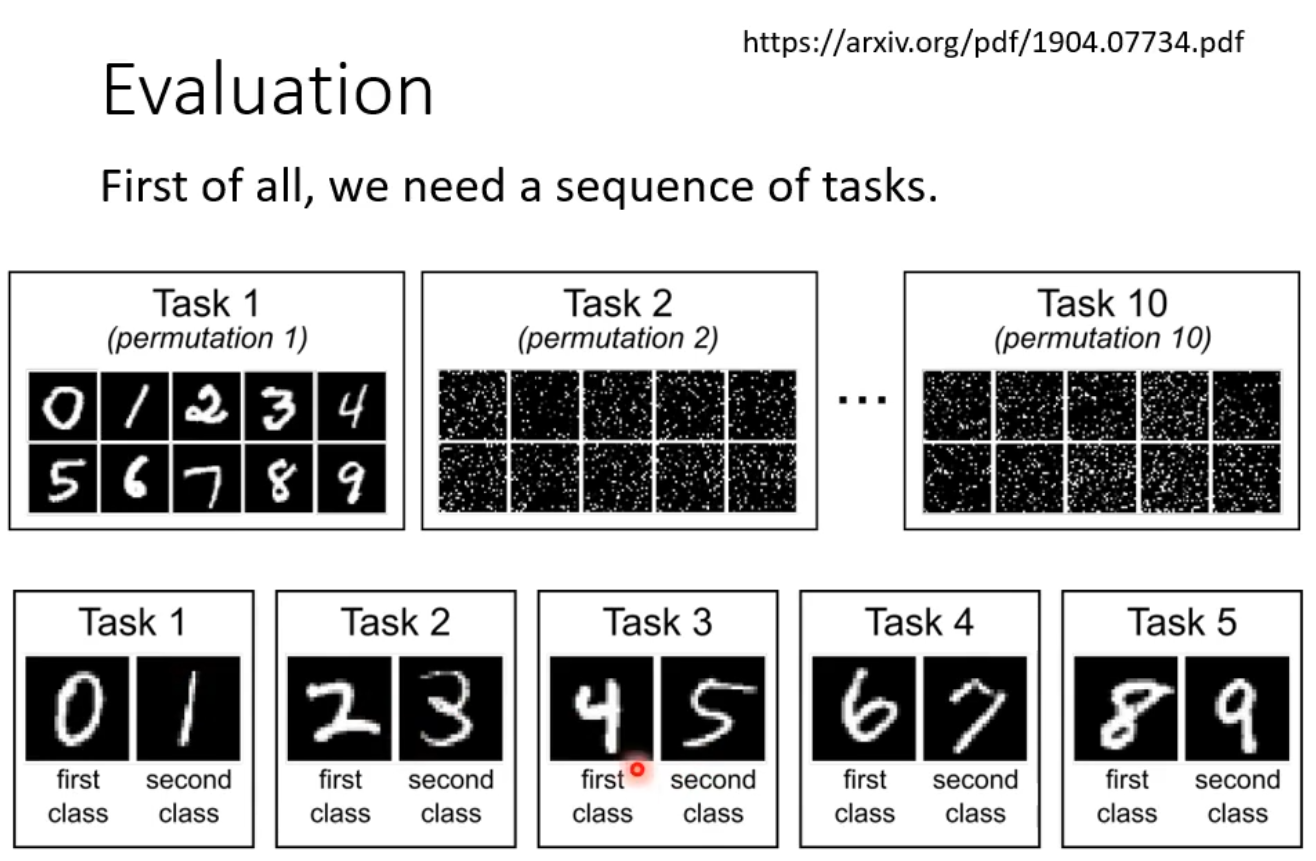 https://arxiv.org/pdf/1904.07734.pdf
Evaluation
First of all, we need a sequence of tasks.
Task 1
(permutation 1)
0 1 2 3 4
5 6 7 8 9
Task 2
(permutation 2)
...
Task 10
(permutation 10)
Task 1
0 1
first class
second class
Task 2
2 3
first class
second class
Task 3
4 5
first class
second class
Task 4
6 7
first class
second class
Task 5
8 9
first class
second class